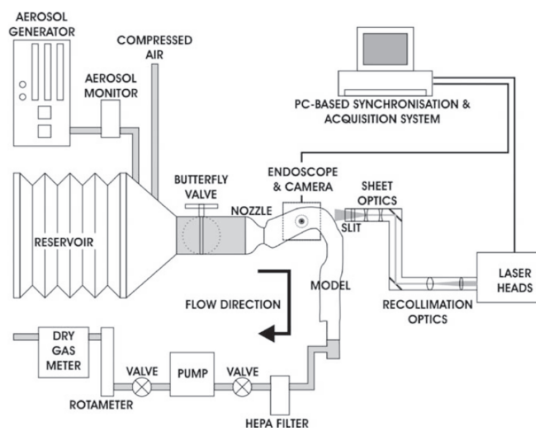 AEROSOL
GENERATOR
COMPRESSED
AIR
AEROSOL
MONITOR
PC-BASED SYNCHRONISATION &
ACQUISITION SYSTEM
ENDOSCOPE
& CAMERA
BUTTERFLY
VALVE
NOZZLE
SHEET
OPTICS
SLIT
RESERVOIR
LASER
HEADS
MODEL
FLOW DIRECTION
RECOLLIMATION
OPTICS
DRY
GAS
METER
VALVE
PUMP
VALVE
ROTAMETER
HEPA FILTER